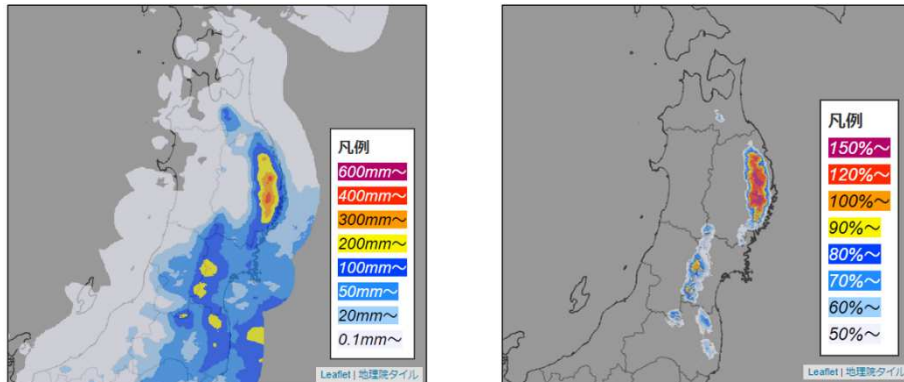 凡例
600mm～
400mm～
300mm～
200mm～
100mm～
50mm～
20mm～
0.1mm～
Leaflet | 地理院タイル
凡例
150%～
120%～
100%～
90%～
80%～
70%～
60%～
50%～
Leaflet | 地理院タイル